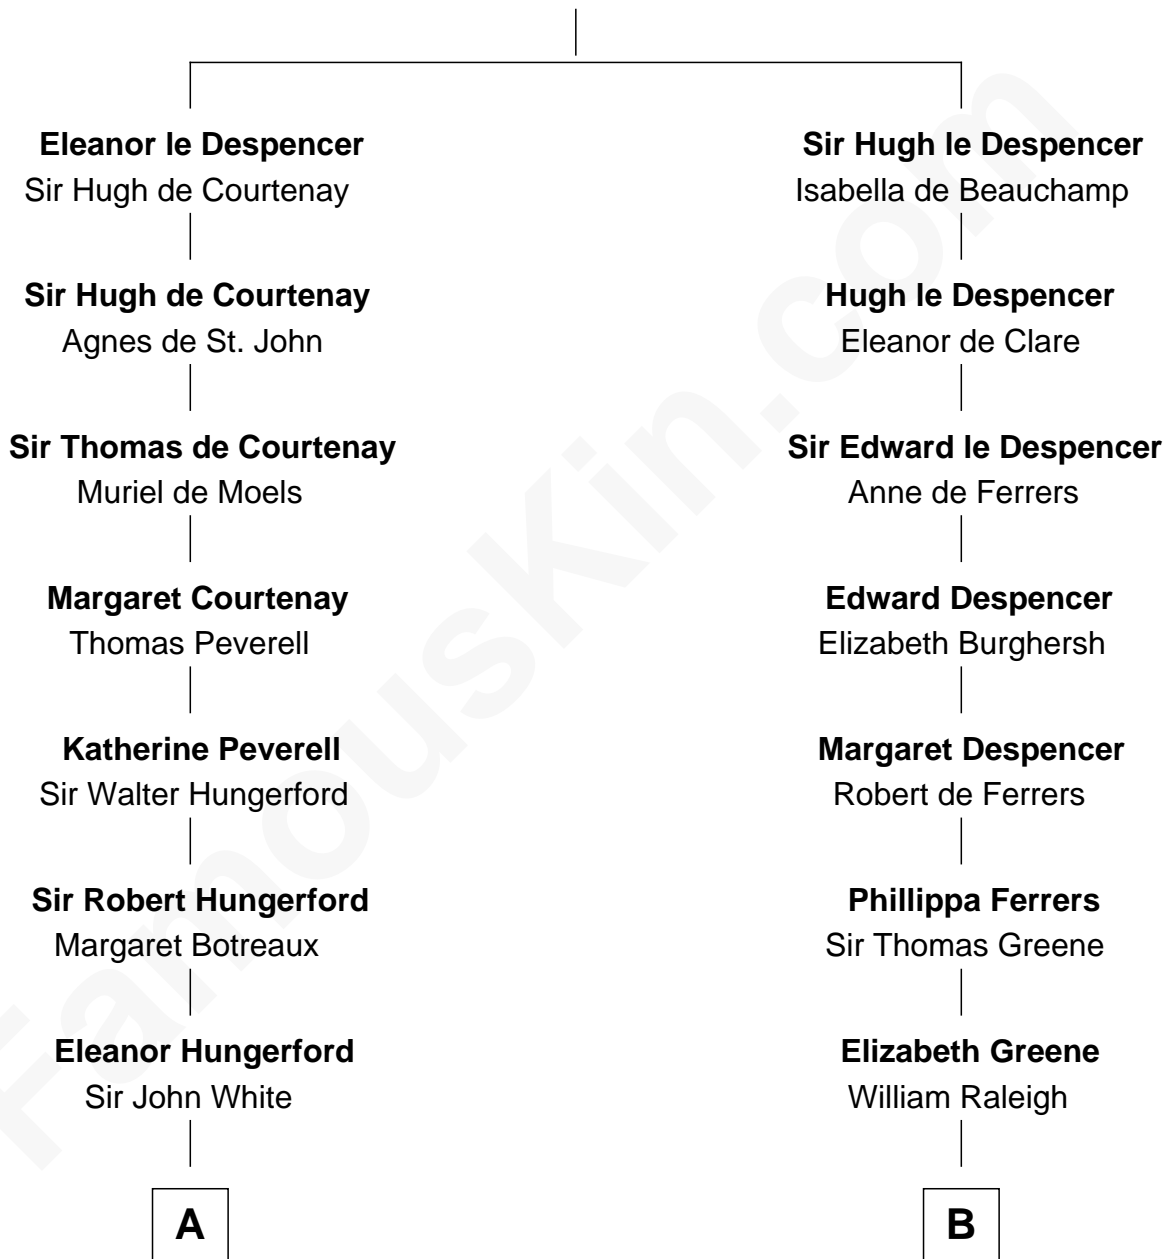 Eleanor le Despencer
Sir Hugh de Courtenay
Sir Hugh de Courtenay
Agnes de St. John
Sir Thomas de Courtenay
Muriel de Moels
Margaret Courtenay
Thomas Peverell
Katherine Peverell
Sir Walter Hungerford
Sir Robert Hungerford
Margaret Botreaux
Eleanor Hungerford
Sir John White
A
Sir Hugh le Despencer
Isabella de Beauchamp
Hugh le Despencer
Eleanor de Clare
Sir Edward le Despencer
Anne de Ferrers
Edward Despencer
Elizabeth Burghersh
Margaret Despencer
Robert de Ferrers
Phillippa Ferrers
Sir Thomas Greene
Elizabeth Greene
William Raleigh
B
FamousKin.com